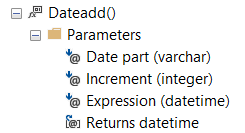 Dateadd()
Parameters
Date part (varchar)
Increment (integer)
Expression (datetime)
Returns datetime